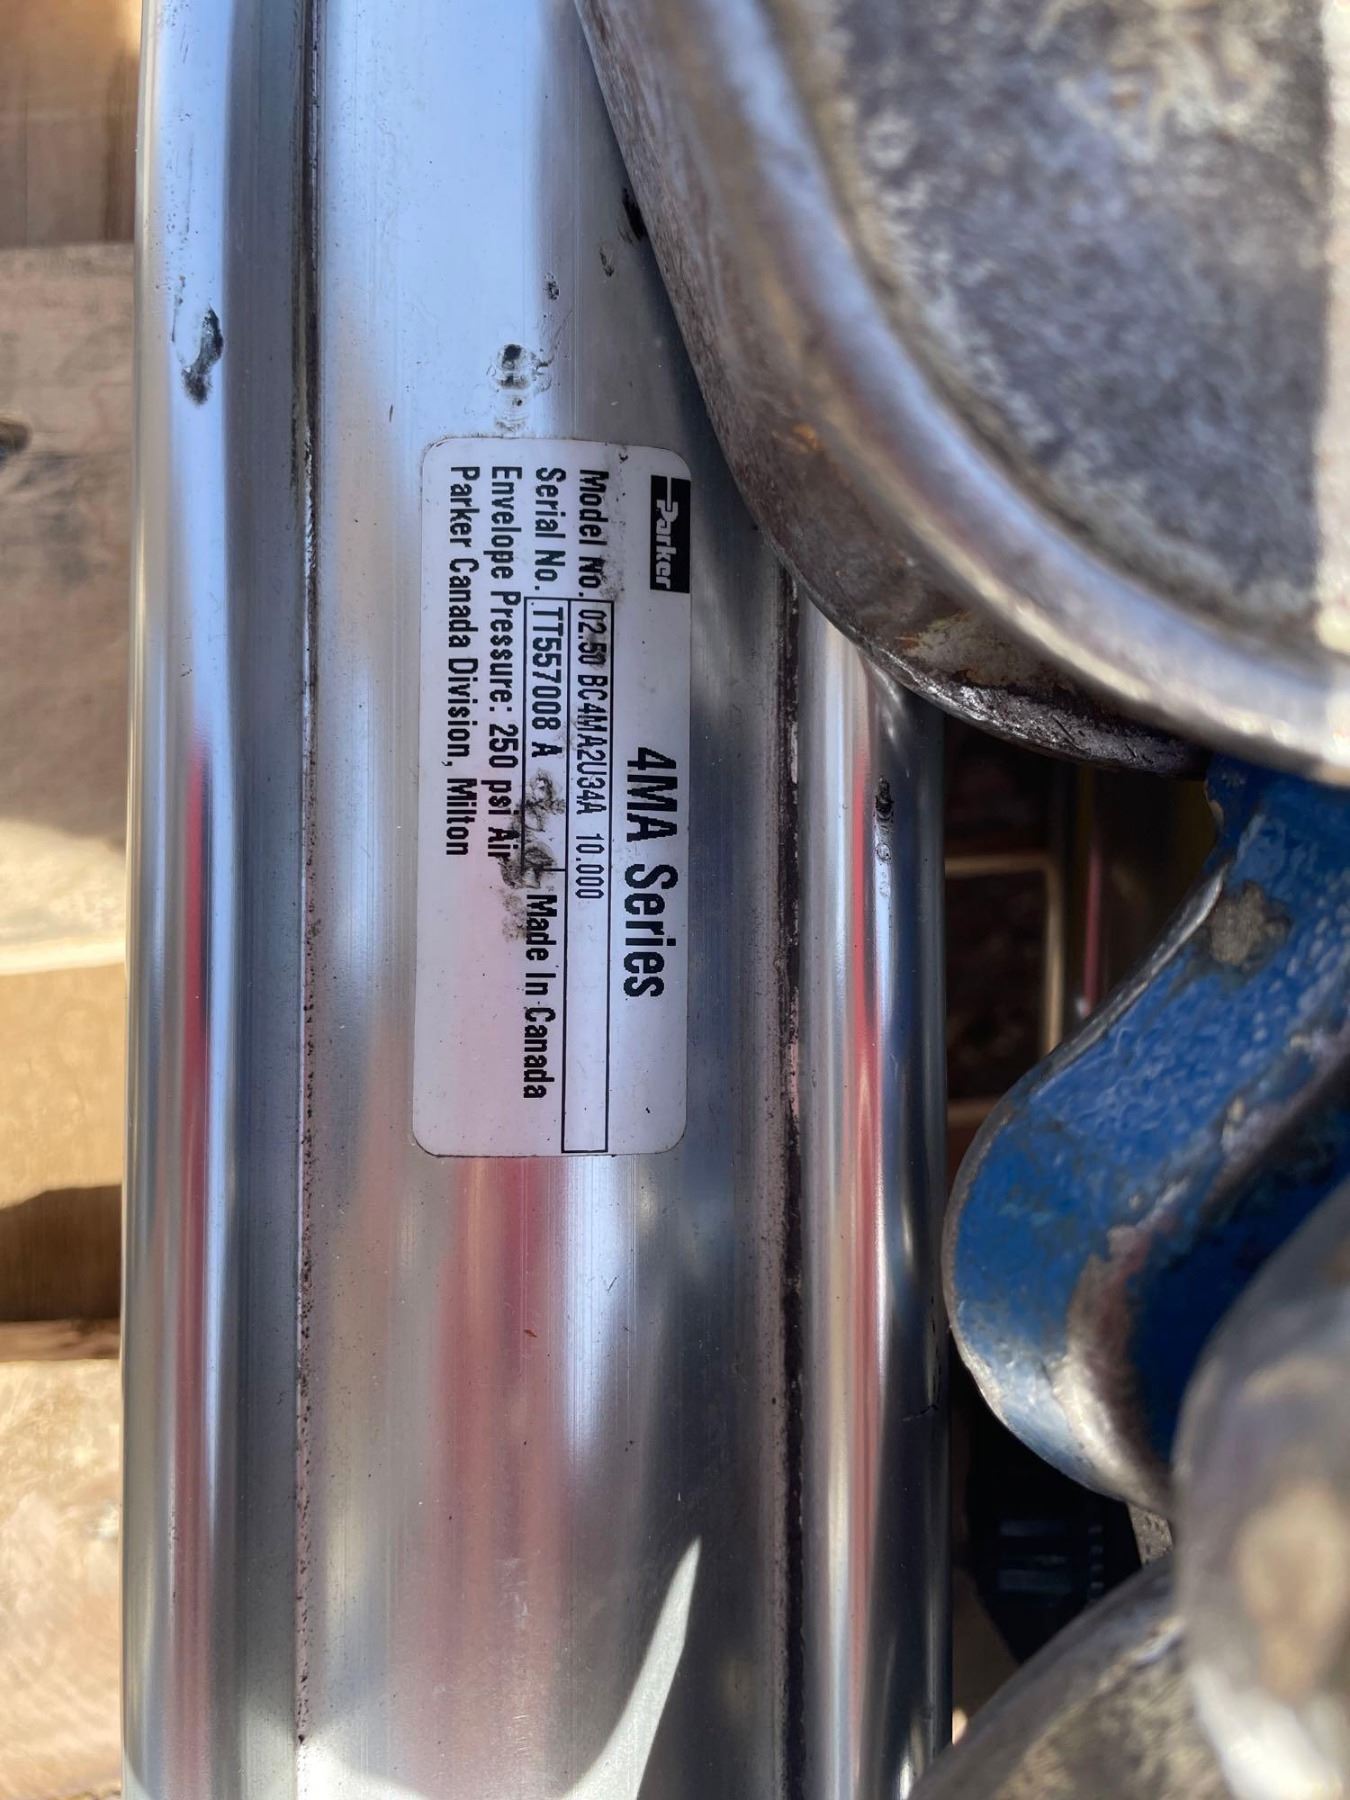 Parker
4MA Series
Model No. 02.50 BC4MA2U34A 10.000
Serial No. TT557008 A Made In Canada
Envelope Pressure: 250 psi Air
Parker Canada Division, Milton